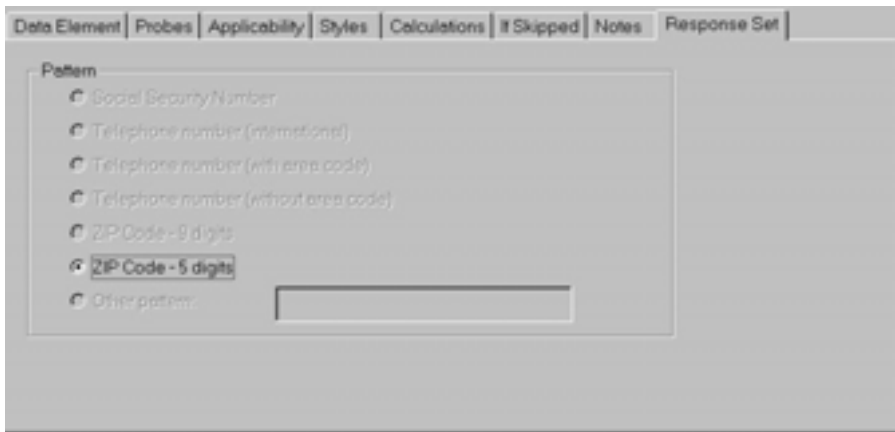 Data Element Probes Applicability Styles Calculations If Skipped Notes Response Set
Pattern
Social Security Number
Telephone number (international)
Telephone number (with area code)
Telephone number (without area code)
ZIP Code - 9 digits
ZIP Code - 5 digits
Other pattern: